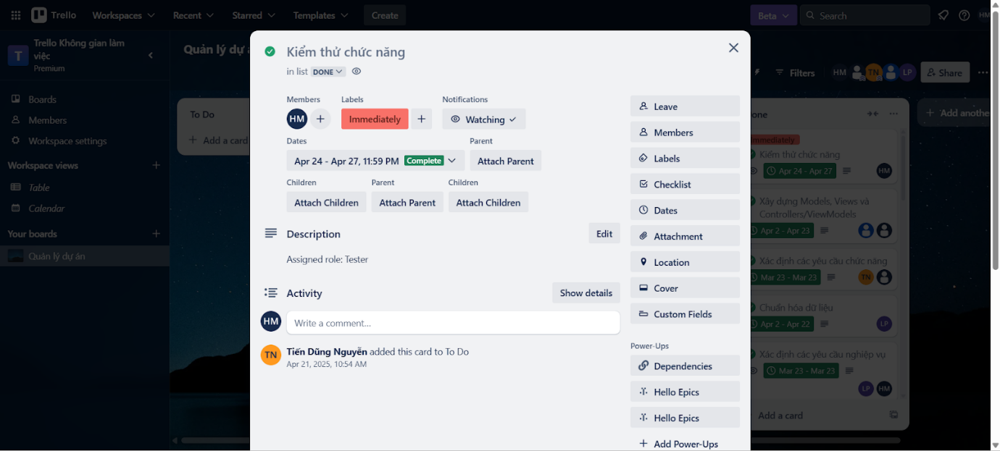 Trello
Workspaces
Recent
Starred
Templates
Create
Beta
Search
HM
T
Trello Không gian làm
việc
Premium
Boards
Members
Workspace settings
Workspace views
Table
Calendar
Your boards
Quản lý dự án
Quản lý dự á
Filters
HM
TN
LP
Share
To Do
Add a card
Kiểm thử chức năng
in list DONE
Members
Labels
Notifications
HM
Immediately
Watching
Dates
Parent
Apr 24 - Apr 27, 11:59 PM Complete
Attach Parent
Children
Parent
Children
Attach Children
Attach Parent
Attach Children
Description
Edit
Assigned role: Tester
Activity
Show details
HM
Write a comment...
TN
Tiến Dũng Nguyễn added this card to To Do
Apr 21, 2025, 10:54 AM
Leave
Members
Labels
Checklist
Dates
Attachment
Location
Cover
Custom Fields
Power-Ups
Dependencies
Hello Epics
Hello Epics
Add Power-Ups
one
Immediately
Kiểm thử chức năng
Apr 24 - Apr 27
HM
Xây dựng Models, Views và
Controllers/ViewModels
Apr 2 - Apr 23
Xác định các yêu cầu chức năng
Mar 23 - Mar 23
TN
Chuẩn hóa dữ liệu
Apr 2 - Apr 22
LP
Xác định các yêu cầu nghiệp vụ
Mar 23 - Mar 23
LP
HM
Add a card
Add anothe